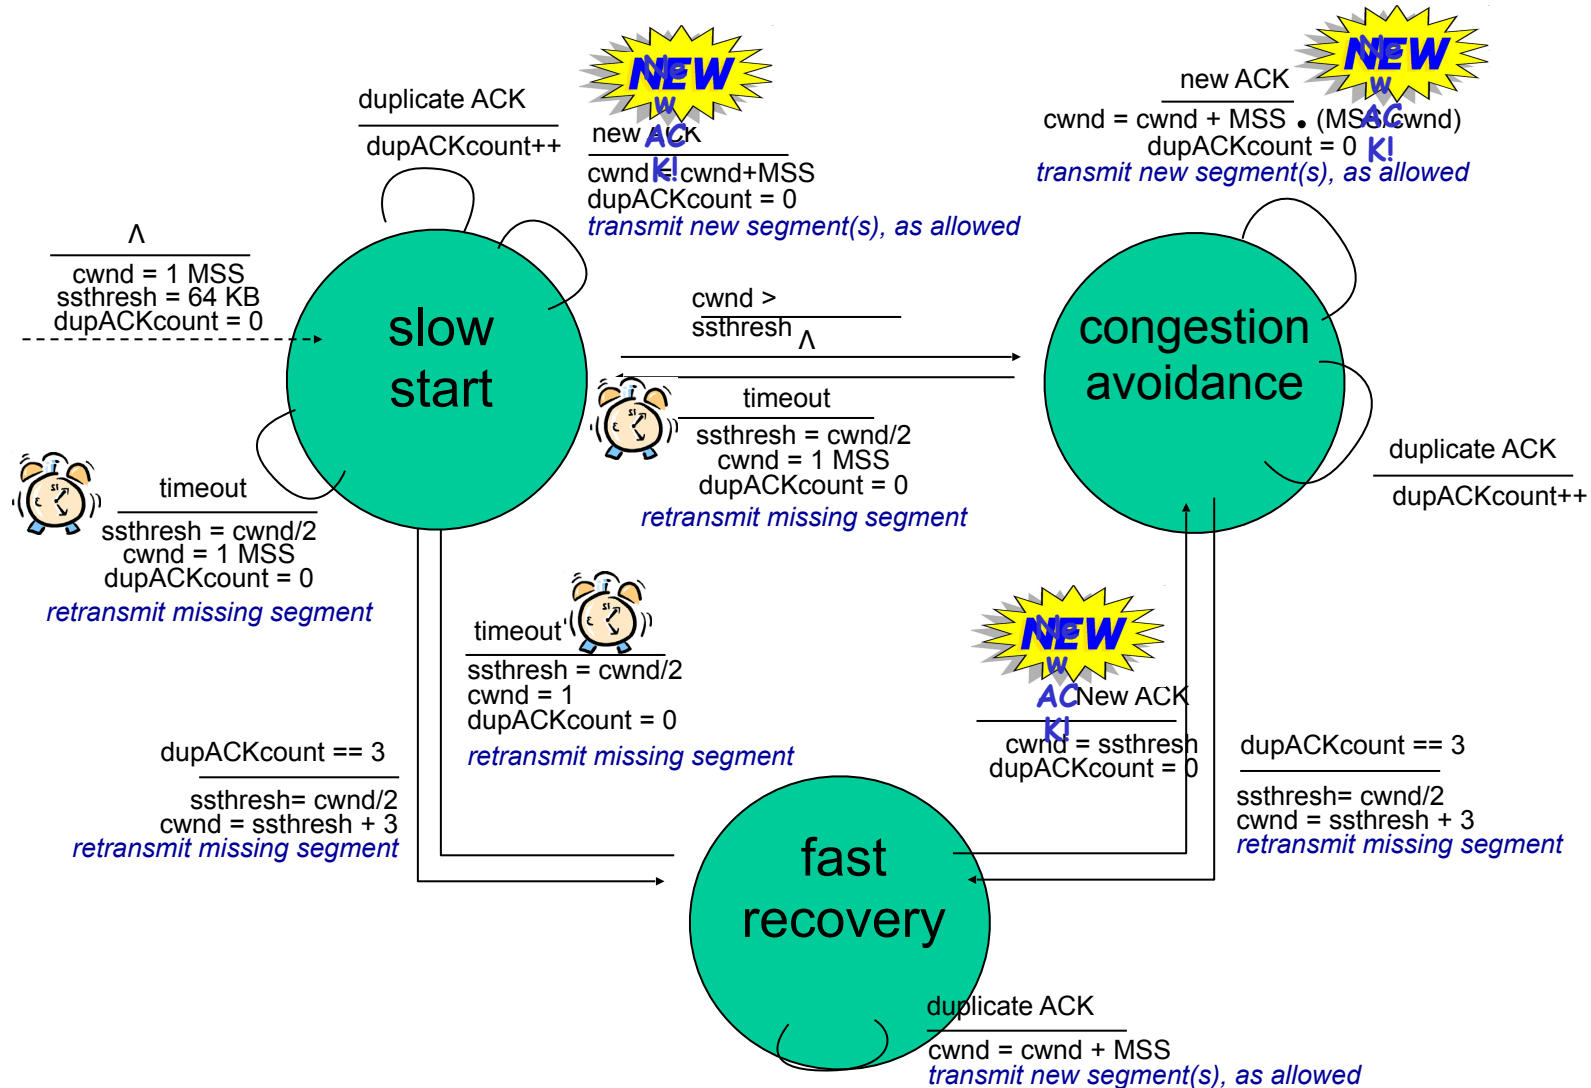 duplicate ACK
dupACKcount++
NEW
New ACK!
new ACK
cwnd = cwnd+MSS
dupACKcount = 0
transmit new segment(s), as allowed
NEW
New ACK!
new ACK
cwnd = cwnd + MSS • (MSS/cwnd)
dupACKcount = 0
transmit new segment(s), as allowed
Λ
cwnd = 1 MSS
ssthresh = 64 KB
dupACKcount = 0
slow
start
cwnd >
ssthresh
Λ
congestion
avoidance
timeout
ssthresh = cwnd/2
cwnd = 1 MSS
dupACKcount = 0
retransmit missing segment
duplicate ACK
dupACKcount++
timeout
ssthresh = cwnd/2
cwnd = 1 MSS
dupACKcount = 0
retransmit missing segment
timeout
ssthresh = cwnd/2
cwnd = 1
dupACKcount = 0
retransmit missing segment
NEW
New ACK!
New ACK
cwnd = ssthresh
dupACKcount = 0
dupACKcount == 3
ssthresh= cwnd/2
cwnd = ssthresh + 3
retransmit missing segment
dupACKcount == 3
ssthresh= cwnd/2
cwnd = ssthresh + 3
retransmit missing segment
fast
recovery
duplicate ACK
cwnd = cwnd + MSS
transmit new segment(s), as allowed